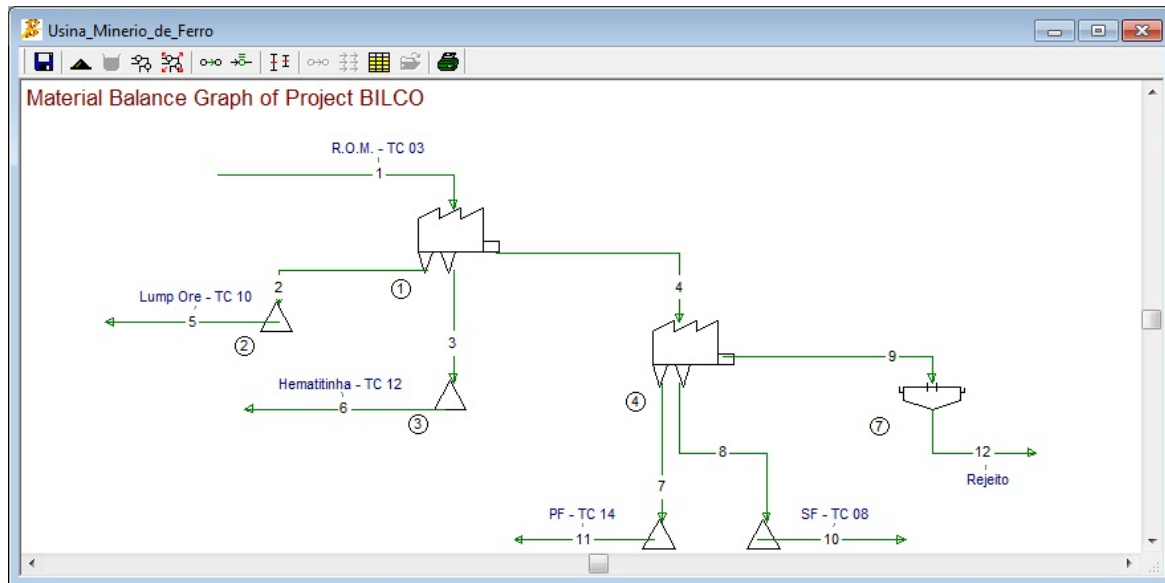 Usina_Minerio_de_Ferro
Material Balance Graph of Project BILCO
R.O.M. - TC 03
1
2
1
4
Lump Ore - TC 10
5
2
3
9
Hematitinha - TC 12
6
3
4
7
8
12
Rejeito
7
PF - TC 14
SF - TC 08
11
10